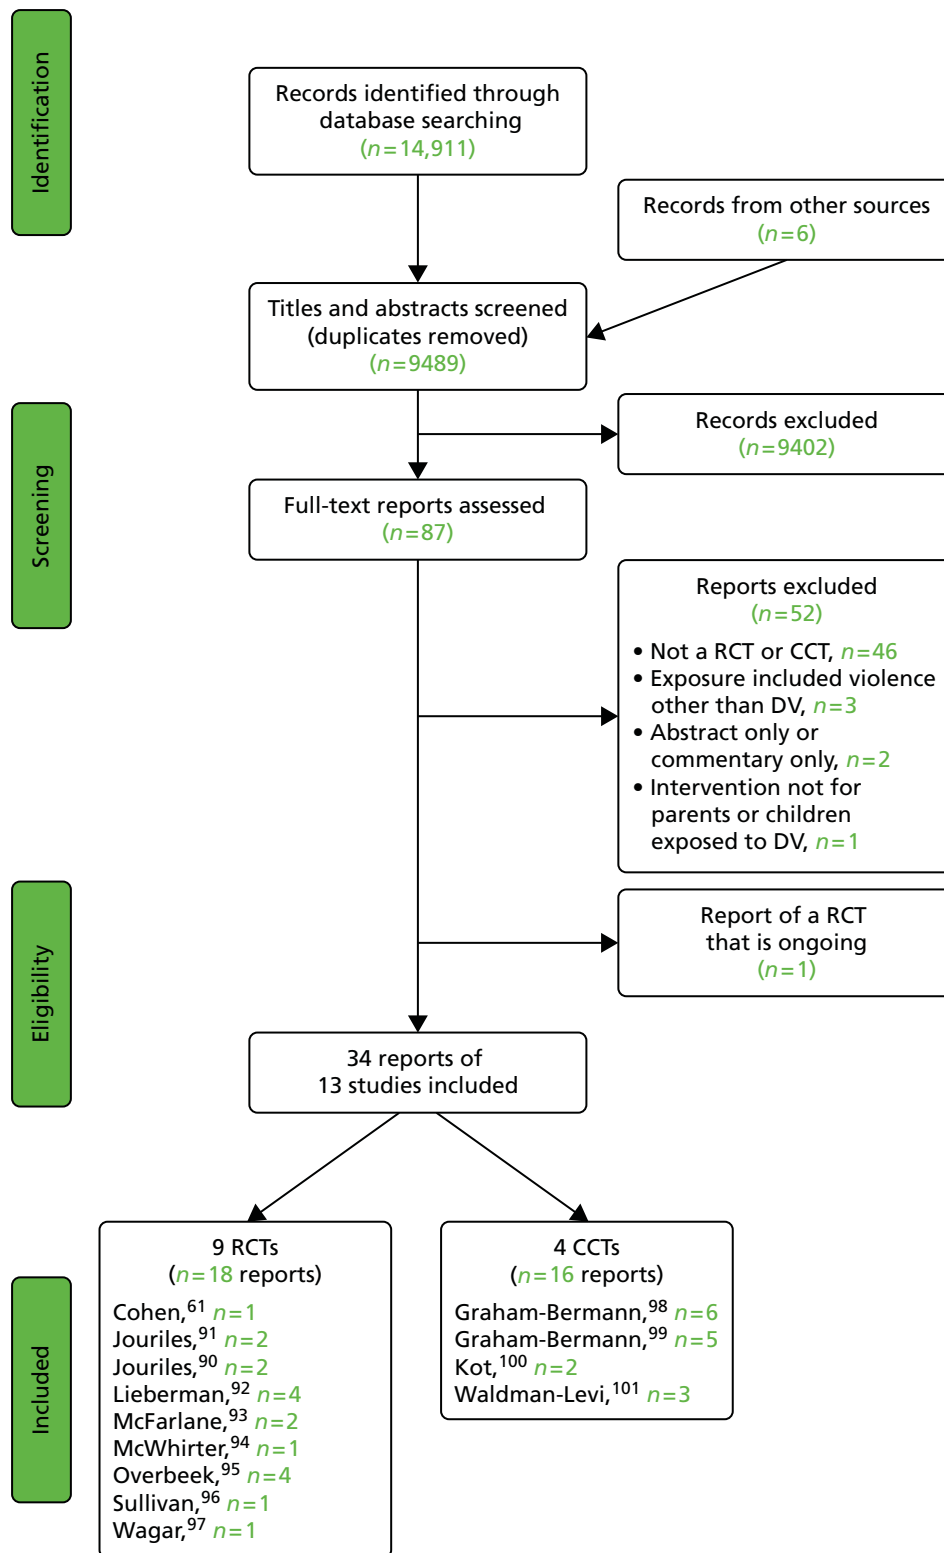 Identification
Records identified through
database searching
(n=14,911)
Records from other sources
(n=6)
Titles and abstracts screened
(duplicates removed)
(n=9489)
Screening
Records excluded
(n=9402)
Full-text reports assessed
(n=87)
Reports excluded
(n=52)
• Not a RCT or CCT, n=46
• Exposure included violence
other than DV, n=3
• Abstract only or
commentary only, n=2
• Intervention not for
parents or children
exposed to DV, n=1
Eligibility
Report of a RCT
that is ongoing
(n=1)
34 reports of
13 studies included
Included
9 RCTs
(n=18 reports)
Cohen,61 n=1
Jouriles,91 n=2
Jouriles,90 n=2
Lieberman,92 n=4
McFarlane,93 n=2
McWhirter,94 n=1
Overbeek,95 n=4
Sullivan,96 n=1
Wagar,97 n=1
4 CCTs
(n=16 reports)
Graham-Bermann,98 n=6
Graham-Bermann,99 n=5
Kot,100 n=2
Waldman-Levi,101 n=3